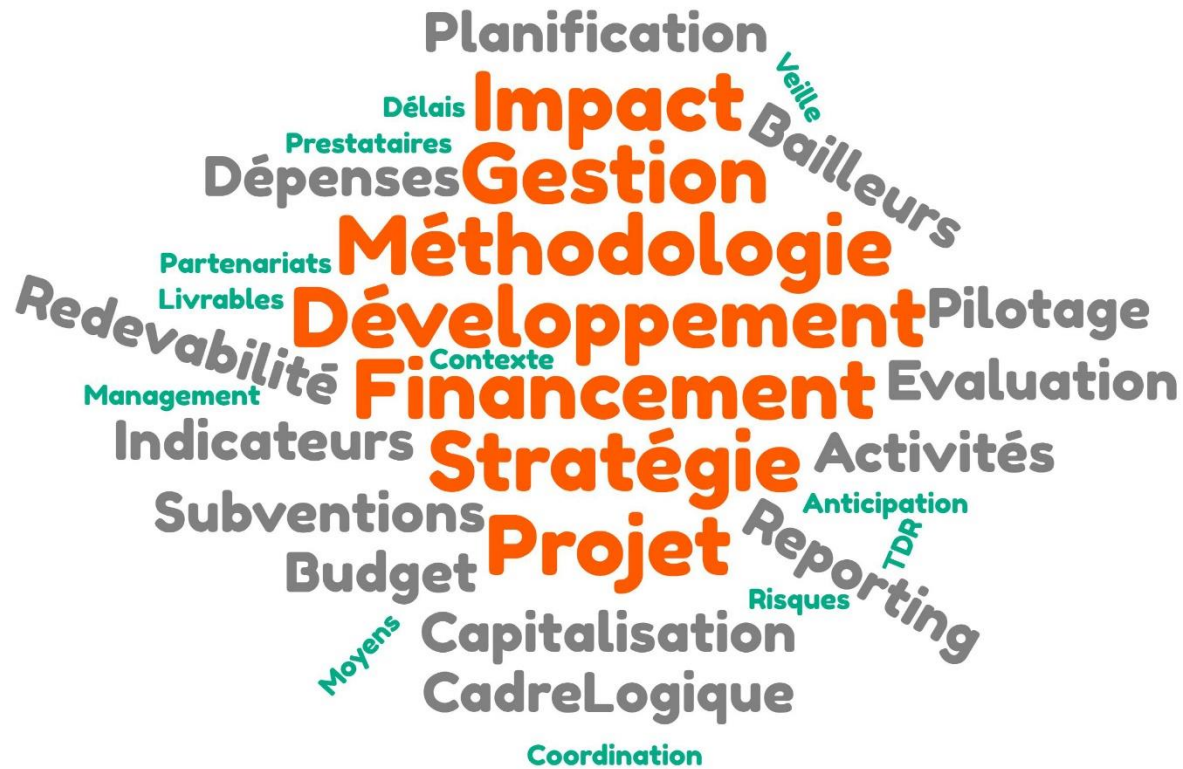 Planification
Veille
Impact
Délais
Bailleurs
Prestataires
Dépenses
Gestion
Méthodologie
Partenariats
Livrables
Redevabilité
Développement
Pilotage
Contexte
Financement
Evaluation
Management
Indicateurs
Stratégie
Activités
Anticipation
Subventions
Projet
Reporting
TDR
Budget
Risques
Moyens
Capitalisation
CadreLogique
Coordination